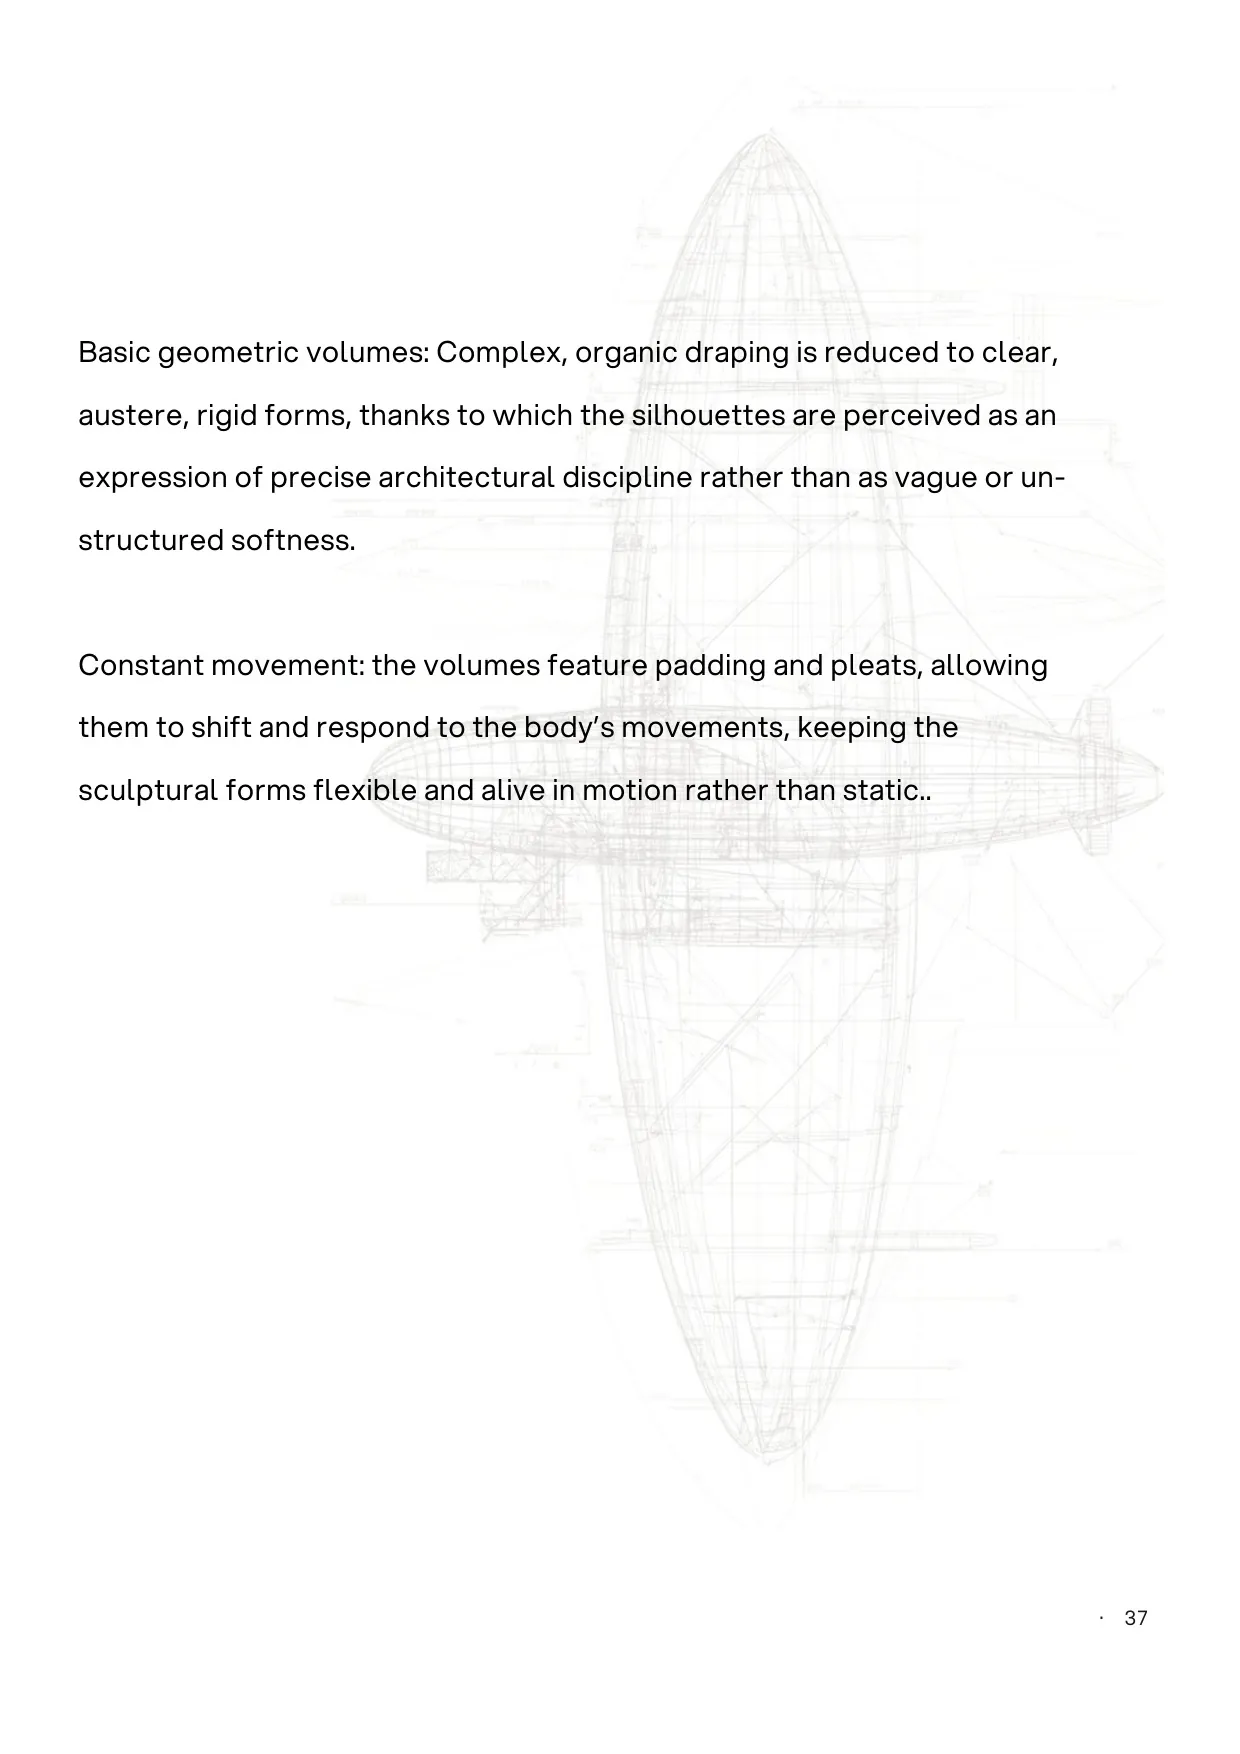 Basic geometric volumes: Complex, organic draping is reduced to clear,
austere, rigid forms, thanks to which the silhouettes are perceived as an
expression of precise architectural discipline rather than as vague or un-
structured softness.
Constant movement: the volumes feature padding and pleats, allowing
them to shift and respond to the body’s movements, keeping the
sculptural forms flexible and alive in motion rather than static..
· 37